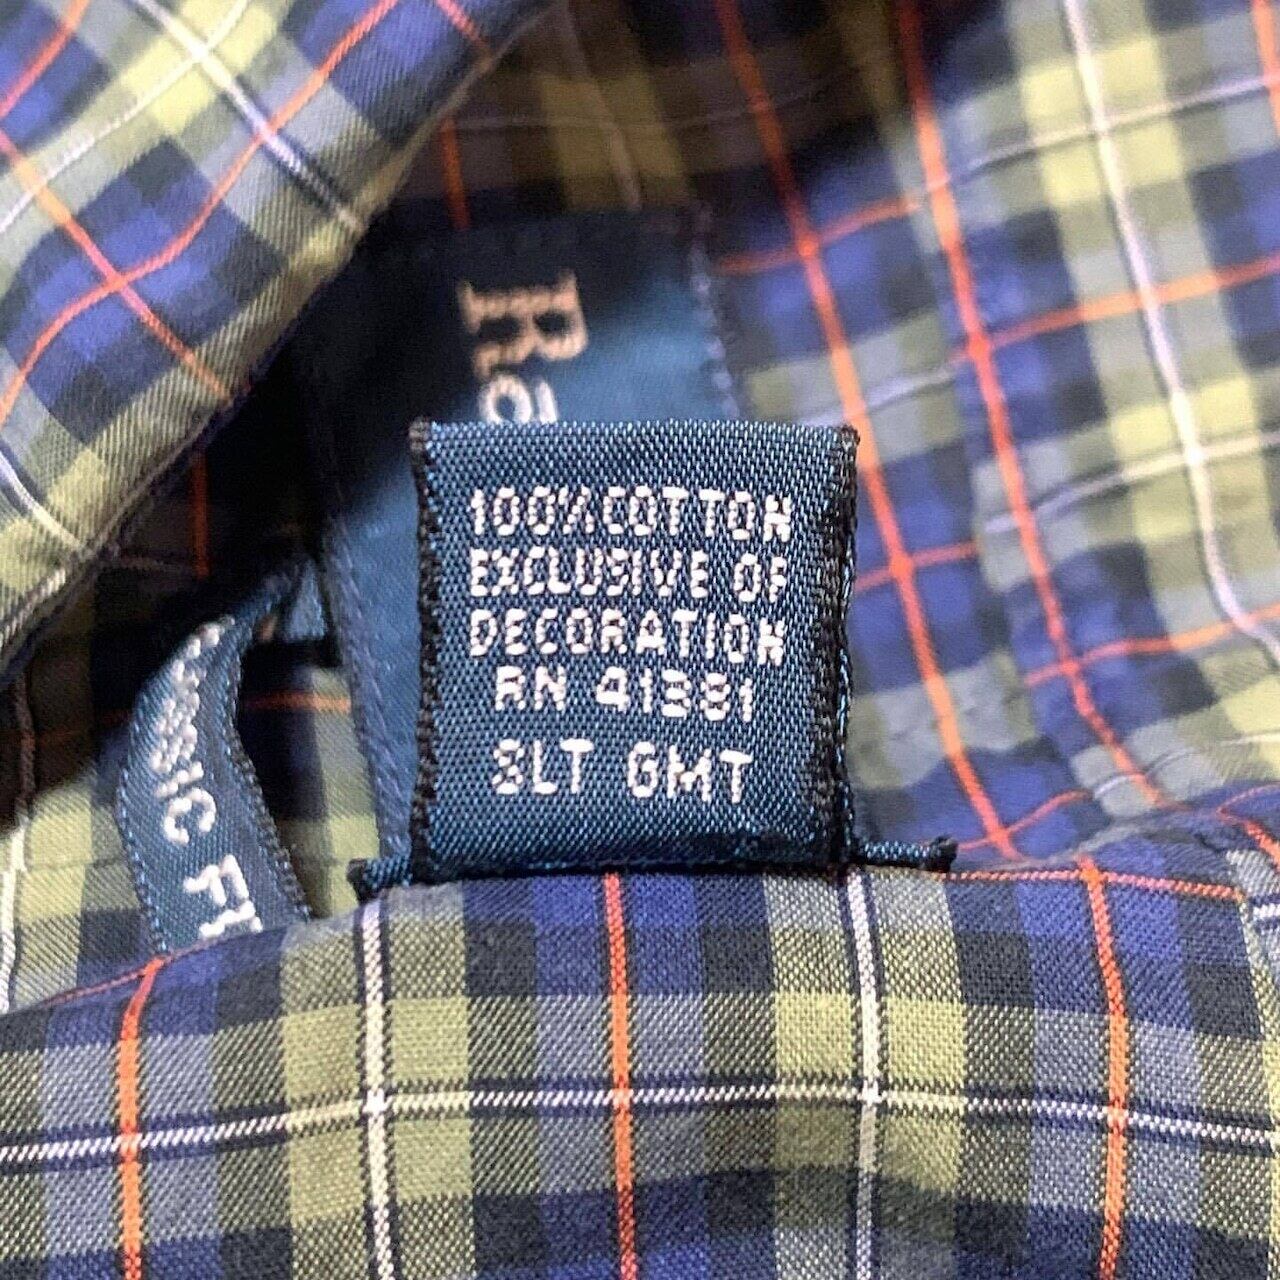 100% COTTON
EXCLUSIVE OF
DECORATION
RN 41381
SLT GMT